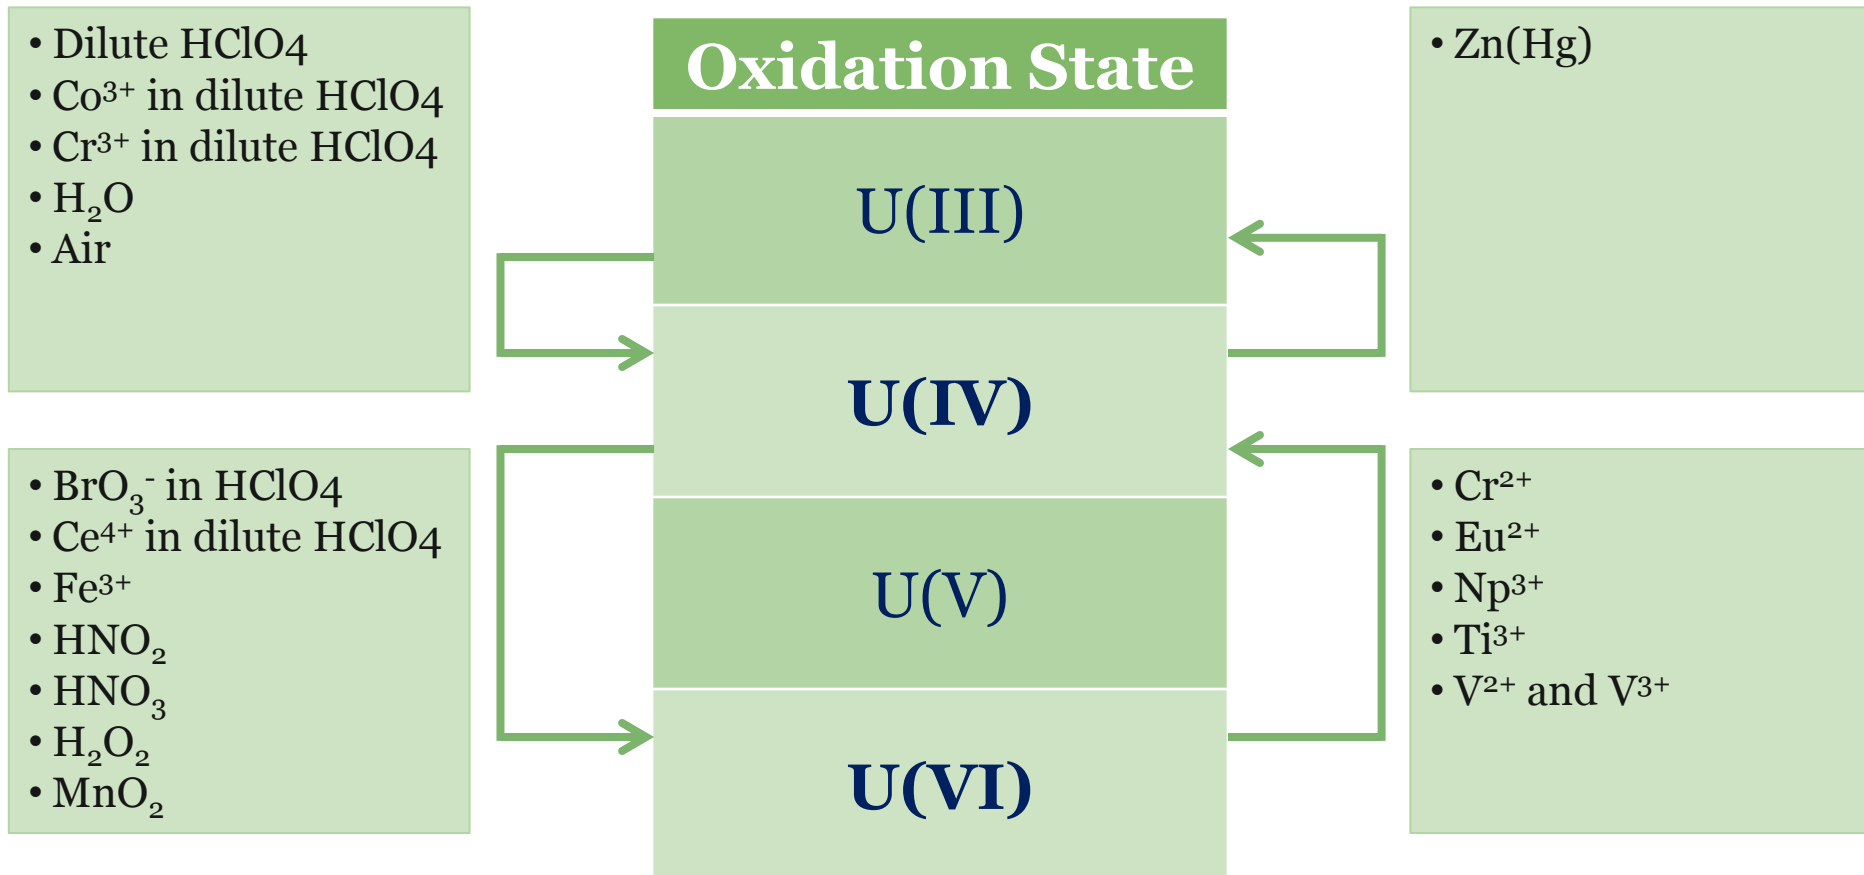 • Dilute HClO4
• Co³⁺ in dilute HClO4
• Cr³⁺ in dilute HClO4
• H₂O
• Air
Oxidation State
U(III)
U(IV)
U(V)
U(VI)
• Zn(Hg)
• BrO₃⁻ in HClO4
• Ce⁴⁺ in dilute HClO4
• Fe³⁺
• HNO₂
• HNO₃
• H₂O₂
• MnO₂
• Cr²⁺
• Eu²⁺
• Np³⁺
• Ti³⁺
• V²⁺ and V³⁺